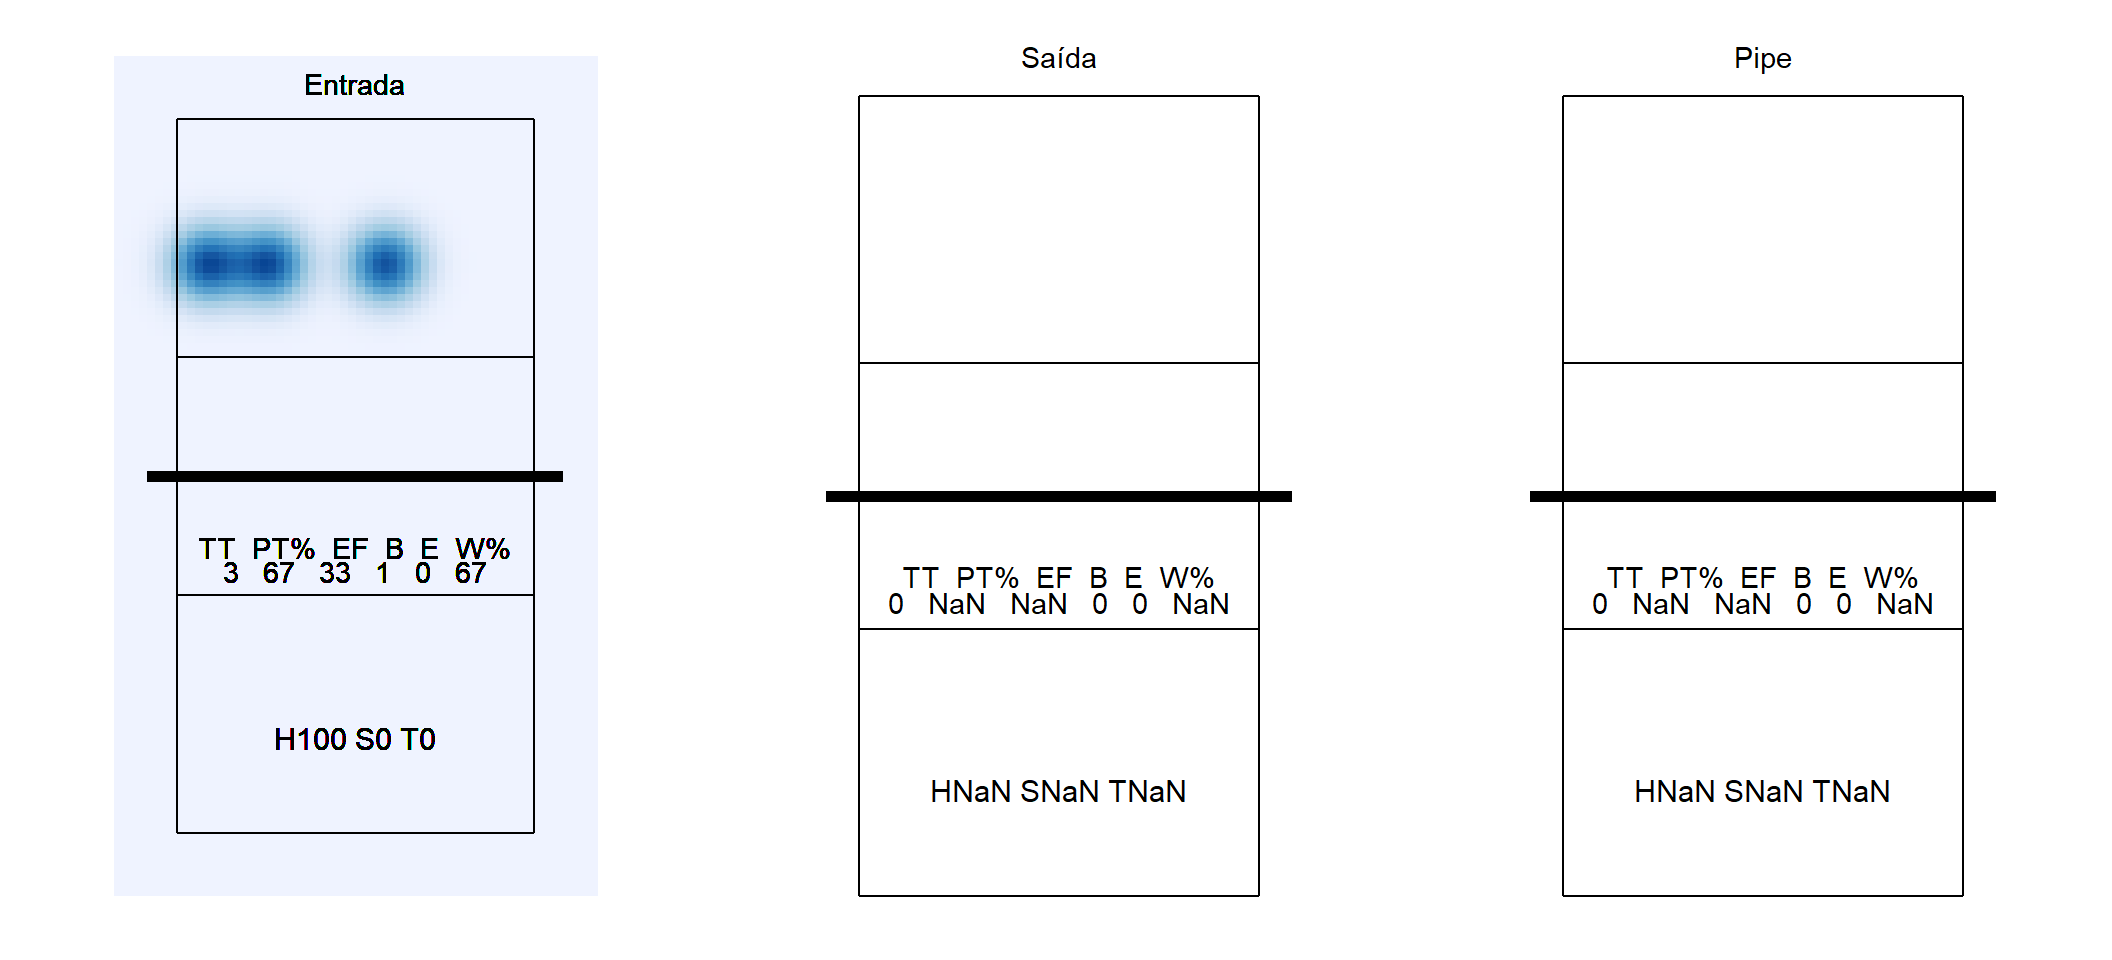 Entrada
TT PT% EF B E W%
3 67 33 1 0 67
H100 S0 T0
Saída
TT PT% EF B E W%
0 NaN NaN 0 0 NaN
HNaN SNaN TNaN
Pipe
TT PT% EF B E W%
0 NaN NaN 0 0 NaN
HNaN SNaN TNaN